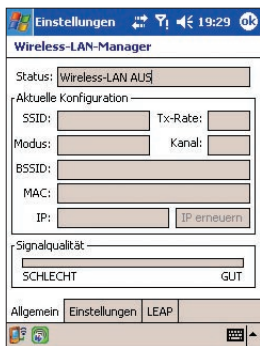 Einstellungen 19:29 ok
Wireless-LAN-Manager
Status: Wireless-LAN AUS
Aktuelle Konfiguration
SSID: Tx-Rate:
Modus: Kanal:
BSSID:
MAC:
IP: IP erneuern
Signalqualität
SCHLECHT GUT
Allgemein Einstellungen LEAP